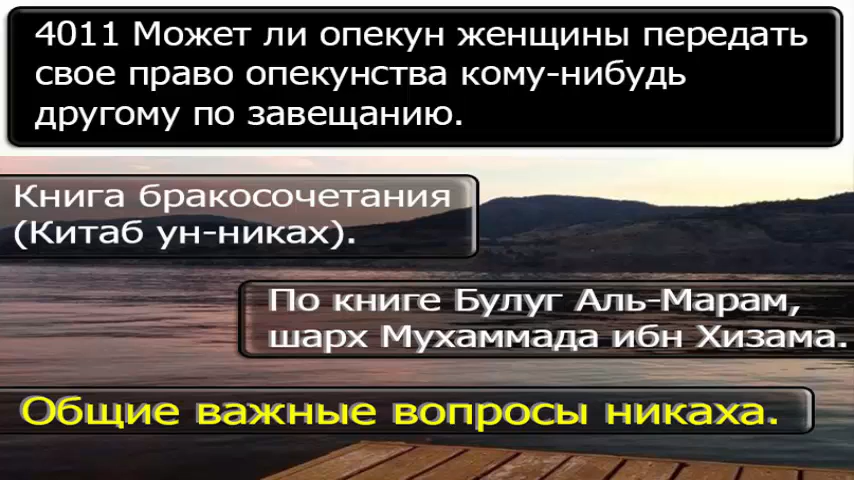 4011 Может ли опекун женщины передать
свое право опекунства кому-нибудь
другому по завещанию.
Книга бракосочетания
(Китаб ун-никах).
По книге Булуг Аль-Марам,
шарх Мухаммада ибн Хизама.
Общие важные вопросы никаха.